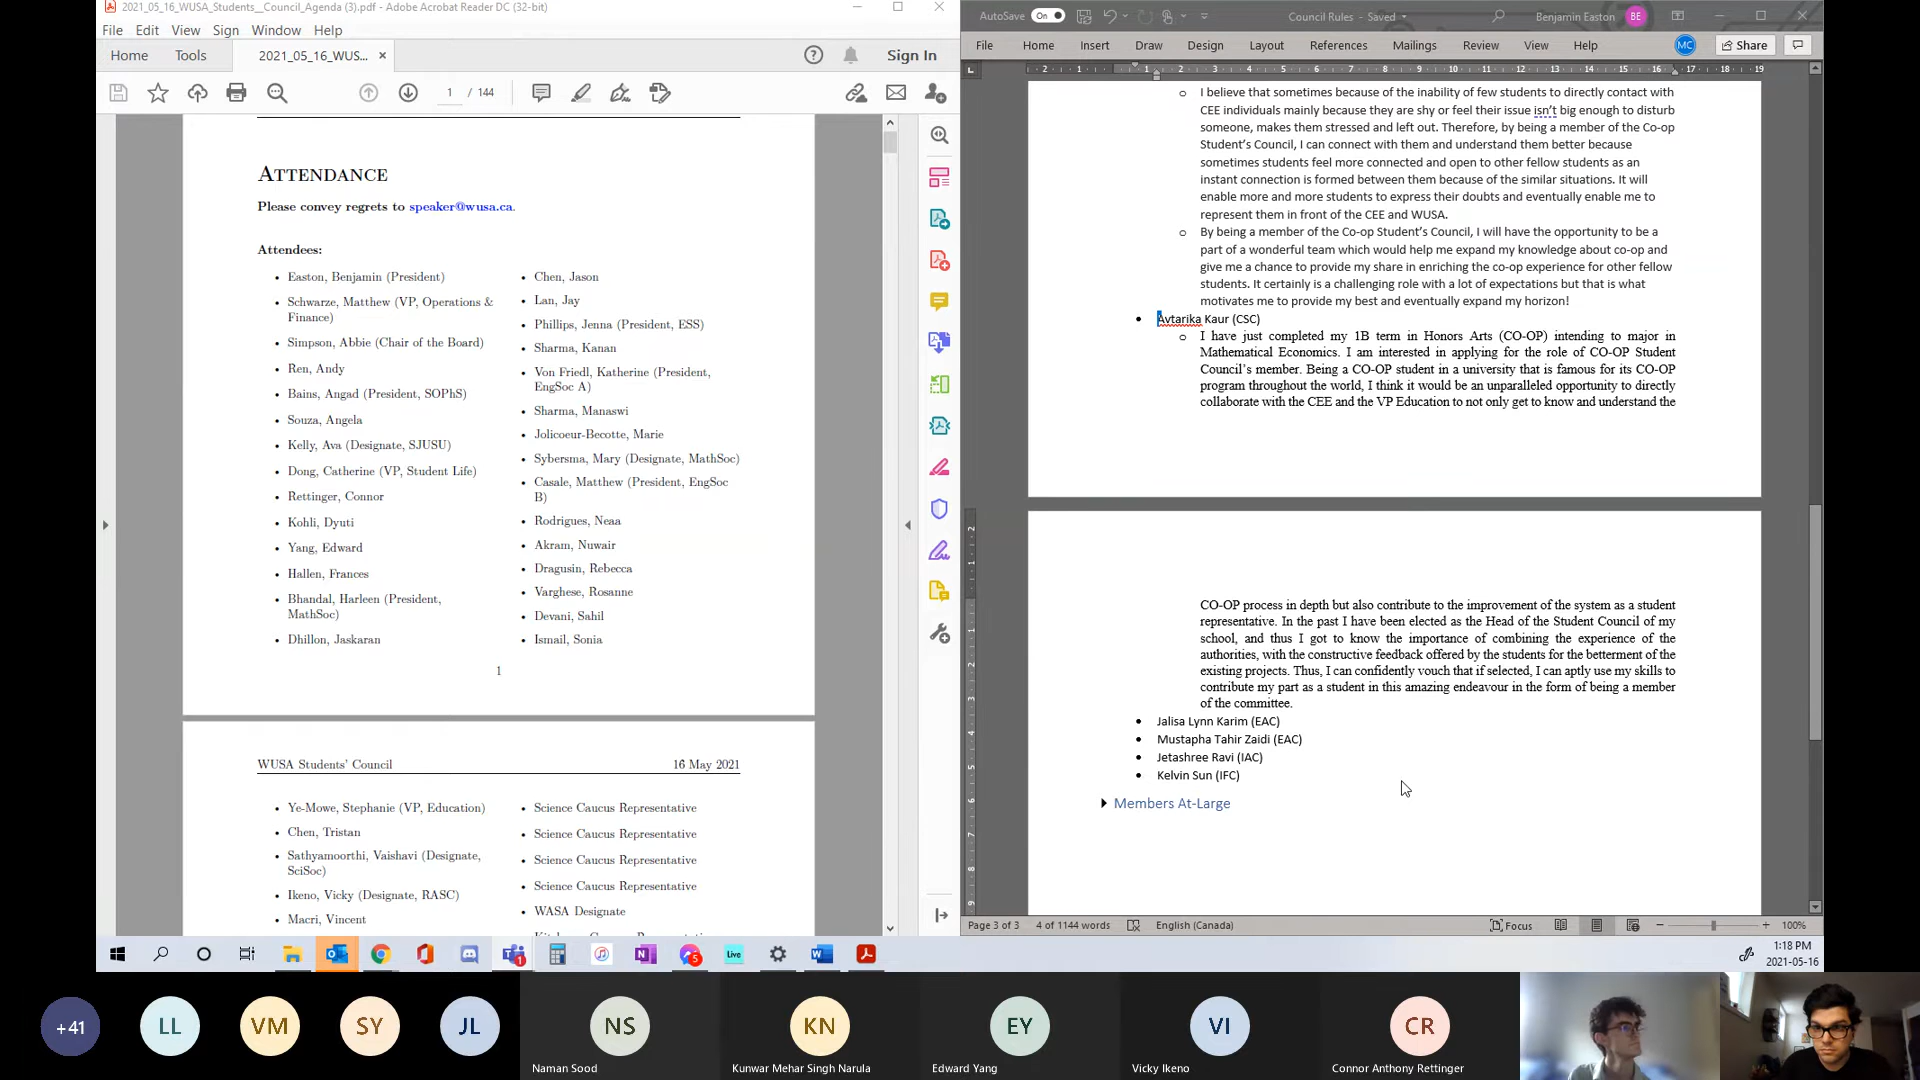 2021_05_16_WUSA_Students__Council_Agenda (3).pdf - Adobe Acrobat Reader DC (32-bit)
File Edit View Sign Window Help
Home Tools 2021_05_16_WUS... × Sign In
1 / 144
ATTENDANCE
Please convey regrets to speaker@wusa.ca.
Attendees:
• Easton, Benjamin (President)
• Schwarze, Matthew (VP, Operations &
Finance)
• Simpson, Abbie (Chair of the Board)
• Ren, Andy
• Bains, Angad (President, SOPhS)
• Souza, Angela
• Kelly, Ava (Designate, SJUSU)
• Dong, Catherine (VP, Student Life)
• Rettinger, Connor
• Kohli, Dyuti
• Yang, Edward
• Hallen, Frances
• Bhandal, Harleen (President,
MathSoc)
• Dhillon, Jaskaran
• Chen, Jason
• Lan, Jay
• Phillips, Jenna (President, ESS)
• Sharma, Kanan
• Von Friedl, Katherine (President,
EngSoc A)
• Sharma, Manaswi
• Jolicoeur-Becotte, Marie
• Sybersma, Mary (Designate, MathSoc)
• Casale, Matthew (President, EngSoc
B)
• Rodrigues, Neaa
• Akram, Nuwair
• Dragusin, Rebecca
• Varghese, Rosanne
• Devani, Sahil
• Ismail, Sonia
1
WUSA Students' Council 16 May 2021
• Ye-Mowe, Stephanie (VP, Education)
• Chen, Tristan
• Sathyamoorthi, Vaishavi (Designate,
SciSoc)
• Ikeno, Vicky (Designate, RASC)
• Macri, Vincent
• Science Caucus Representative
• Science Caucus Representative
• Science Caucus Representative
• Science Caucus Representative
• WASA Designate
AutoSave On Council Rules - Saved Benjamin Easton BE
File Home Insert Draw Design Layout References Mailings Review View Help MC Share
2 1 1 2 3 4 5 6 7 8 9 10 11 12 13 14 15 16 17 18 19
o I believe that sometimes because of the inability of few students to directly contact with
CEE individuals mainly because they are shy or feel their issue isn't big enough to disturb
someone, makes them stressed and left out. Therefore, by being a member of the Co-op
Student's Council, I can connect with them and understand them better because
sometimes students feel more connected and open to other fellow students as an
instant connection is formed between them because of the similar situations. It will
enable more and more students to express their doubts and eventually enable me to
represent them in front of the CEE and WUSA.
o By being a member of the Co-op Student's Council, I will have the opportunity to be a
part of a wonderful team which would help me expand my knowledge about co-op and
give me a chance to provide my share in enriching the co-op experience for other fellow
students. It certainly is a challenging role with a lot of expectations but that is what
motivates me to provide my best and eventually expand my horizon!
• Avtarika Kaur (CSC)
o I have just completed my 1B term in Honors Arts (CO-OP) intending to major in
Mathematical Economics. I am interested in applying for the role of CO-OP Student
Council's member. Being a CO-OP student in a university that is famous for its CO-OP
program throughout the world, I think it would be an unparalleled opportunity to directly
collaborate with the CEE and the VP Education to not only get to know and understand the
CO-OP process in depth but also contribute to the improvement of the system as a student
representative. In the past I have been elected as the Head of the Student Council of my
school, and thus I got to know the importance of combining the experience of the
authorities, with the constructive feedback offered by the students for the betterment of the
existing projects. Thus, I can confidently vouch that if selected, I can aptly use my skills to
contribute my part as a student in this amazing endeavour in the form of being a member
of the committee.
• Jalisa Lynn Karim (EAC)
• Mustapha Tahir Zaidi (EAC)
• Jetashree Ravi (IAC)
• Kelvin Sun (IFC)
Members At-Large
Page 3 of 3 4 of 1144 words English (Canada) Focus 100%
Live 5 1
1:18 PM
2021-05-16
+41 LL VM SY JL NS KN EY VI CR
Naman Sood Kunwar Mehar Singh Narula Edward Yang Vicky Ikeno Connor Anthony Rettinger